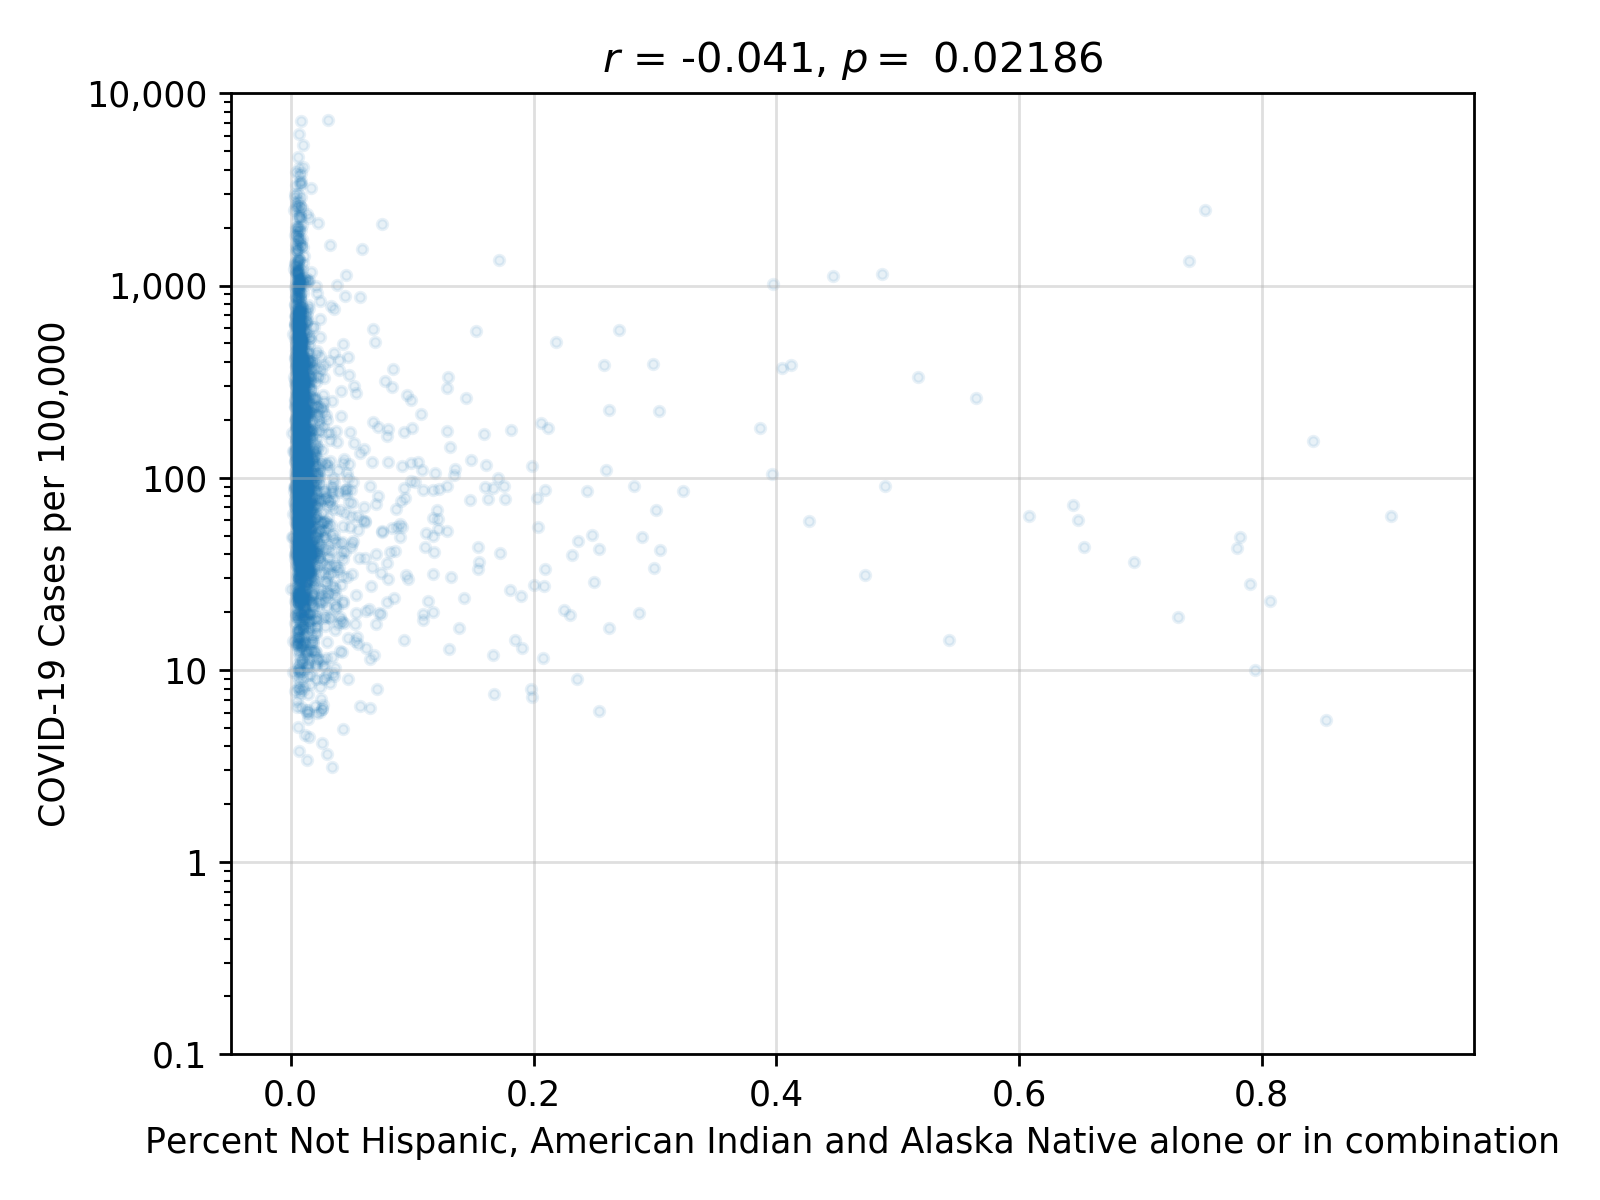 r = -0.041, p = 0.02186
10,000
1,000
100
10
1
0.1
COVID-19 Cases per 100,000
0.0 0.2 0.4 0.6 0.8
Percent Not Hispanic, American Indian and Alaska Native alone or in combination